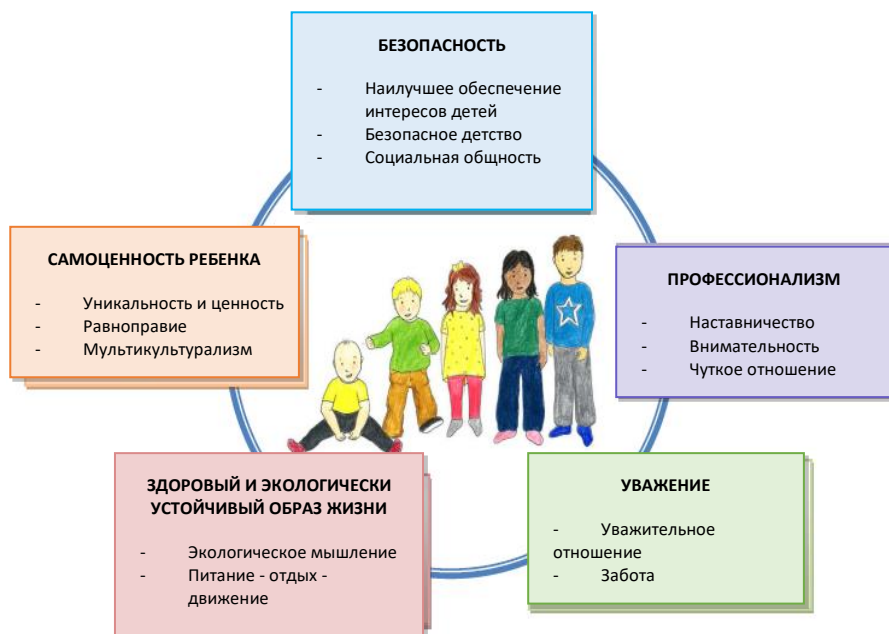 БЕЗОПАСНОСТЬ
- Наилучшее обеспечение
интересов детей
- Безопасное детство
- Социальная общность
САМОЦЕННОСТЬ РЕБЕНКА
- Уникальность и ценность
- Равноправие
- Мультикультурализм
ПРОФЕССИОНАЛИЗМ
- Наставничество
- Внимательность
- Чуткое отношение
ЗДОРОВЫЙ И ЭКОЛОГИЧЕСКИ
УСТОЙЧИВЫЙ ОБРАЗ ЖИЗНИ
- Экологическое мышление
- Питание - отдых -
движение
УВАЖЕНИЕ
- Уважительное
отношение
- Забота